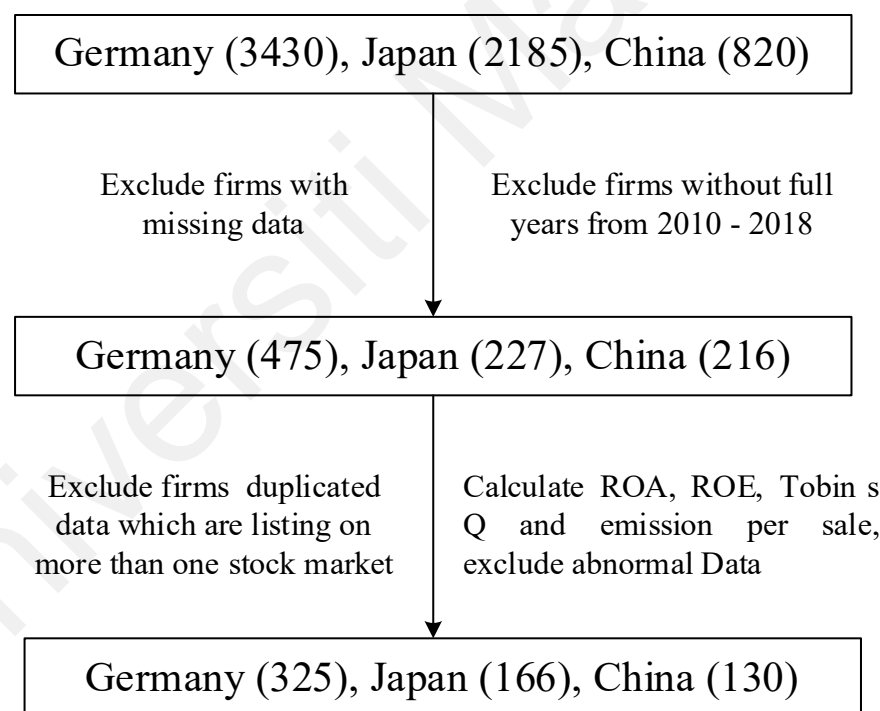 Germany (3430), Japan (2185), China (820)
Exclude firms with
missing data
Exclude firms without full
years from 2010 - 2018
Germany (475), Japan (227), China (216)
Exclude firms duplicated
data which are listing on
more than one stock market
Calculate ROA, ROE, Tobin s
Q and emission per sale,
exclude abnormal Data
Germany (325), Japan (166), China (130)
niversiti Ma